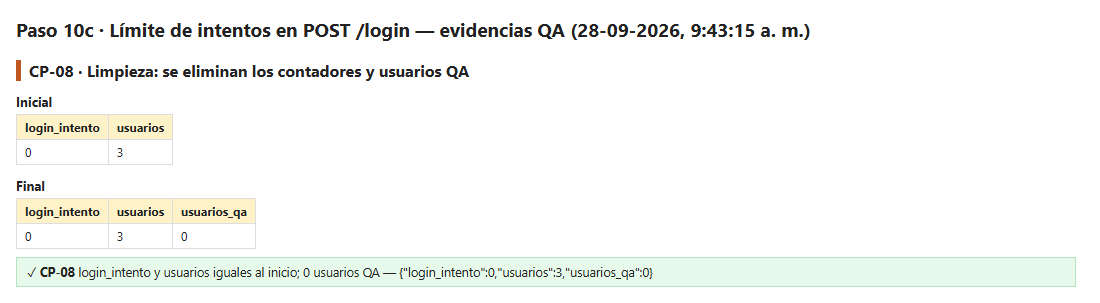 Paso 10c · Límite de intentos en POST /login — evidencias QA (28-09-2026, 9:43:15 a. m.)
CP-08 · Limpieza: se eliminan los contadores y usuarios QA
Inicial
login_intento usuarios
0 3
Final
login_intento usuarios usuarios_qa
0 3 0
✓ CP-08 login_intento y usuarios iguales al inicio; 0 usuarios QA — {"login_intento":0,"usuarios":3,"usuarios_qa":0}